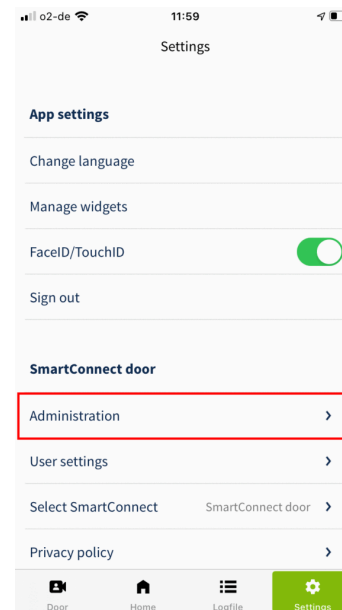 o2-de 11:59
Settings
App settings
Change language
Manage widgets
FaceID/TouchID
Sign out
SmartConnect door
Administration
User settings
Select SmartConnect SmartConnect door
Privacy policy
Door Home Logfile Settings